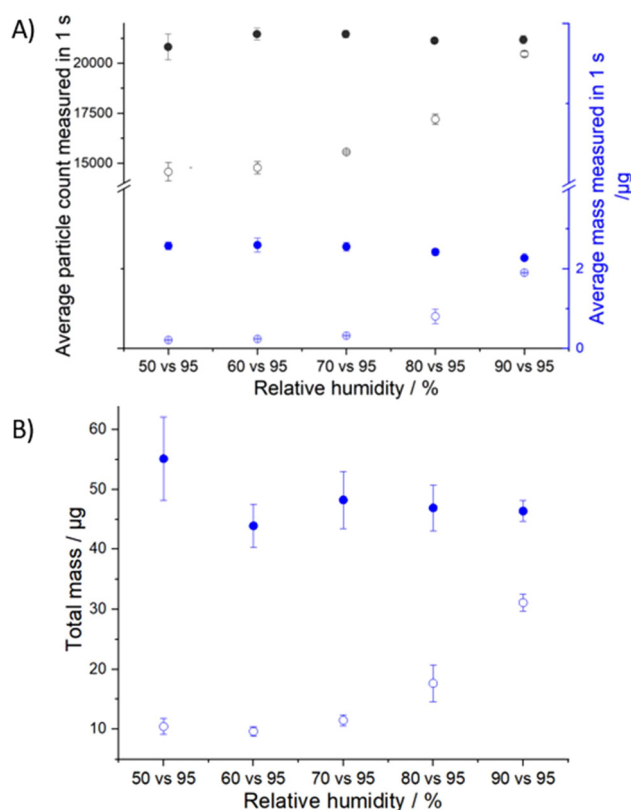 A)
Average particle count measured in 1 s
20000
17500
15000
Average mass measured in 1 s
/µg
2
0
50 vs 95 60 vs 95 70 vs 95 80 vs 95 90 vs 95
Relative humidity / %
B)
Total mass / µg
60
50
40
30
20
10
50 vs 95 60 vs 95 70 vs 95 80 vs 95 90 vs 95
Relative humidity / %